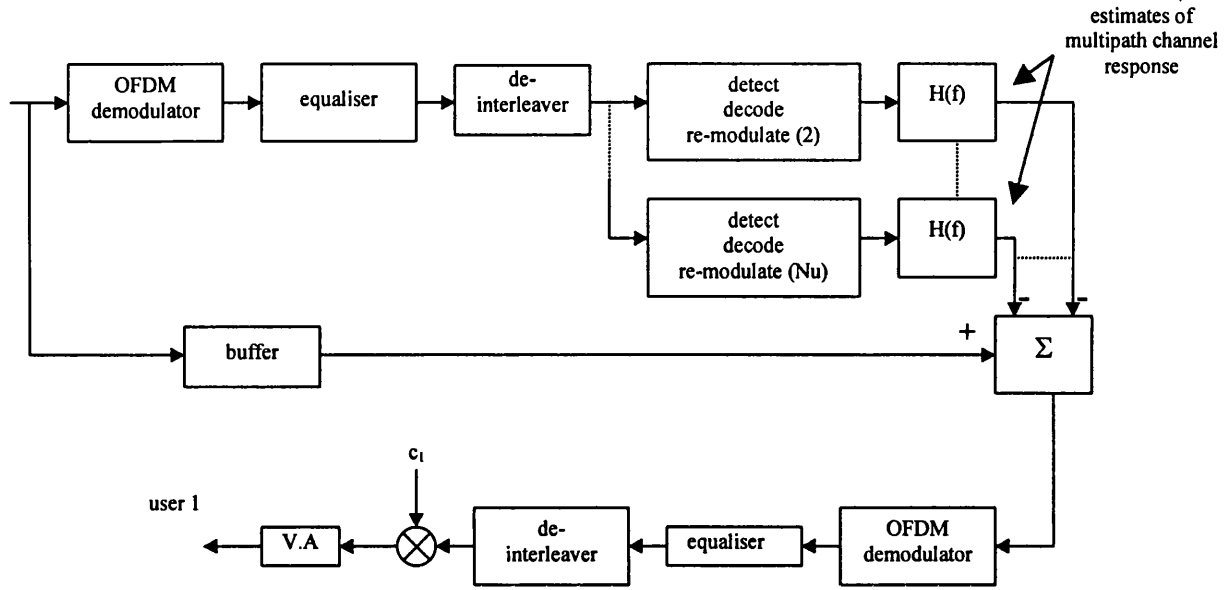 estimates of
multipath channel
response
OFDM
demodulator
equaliser
de-
interleaver
detect
decode
re-modulate (2)
H(f)
detect
decode
re-modulate (Nu)
H(f)
-
-
+
Σ
buffer
c₁
user 1
V.A
de-
interleaver
equaliser
OFDM
demodulator